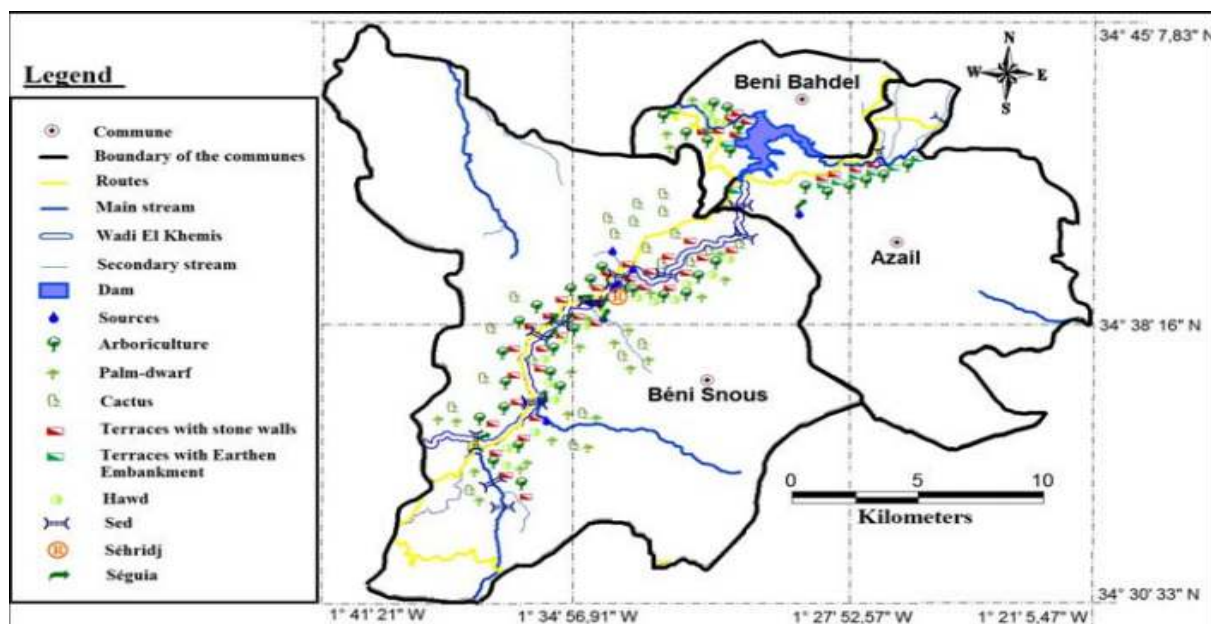 Legend
Commune
Boundary of the communes
Routes
Main stream
Wadi El Khemis
Secondary stream
Dam
Sources
Arboriculture
Palm-dwarf
Cactus
Terraces with stone walls
Terraces with Earthen
Embankment
Hawd
Sed
Séhridj
Séguia
Beni Bahdel
Azail
Béni Snous
N
W E
S
0 5 10
Kilometers
34° 45' 7,83" N
34° 38' 16" N
34° 30' 33" N
1° 41' 21" W 1° 34' 56,91" W 1° 27' 52,57" W 1° 21' 5,47" W